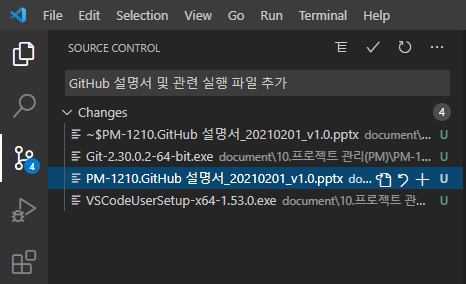 File Edit Selection View Go Run Terminal Help
SOURCE CONTROL
GitHub 설명서 및 관련 실행 파일 추가
Changes 4
~$PM-1210.GitHub 설명서_20210201_v1.0.pptx document\... U
Git-2.30.0.2-64-bit.exe document\10.프로젝트 관리(PM)\PM-1... U
4
PM-1210.GitHub 설명서_20210201_v1.0.pptx do... U
VSCodeUserSetup-x64-1.53.0.exe document\10.프로젝트 관... U